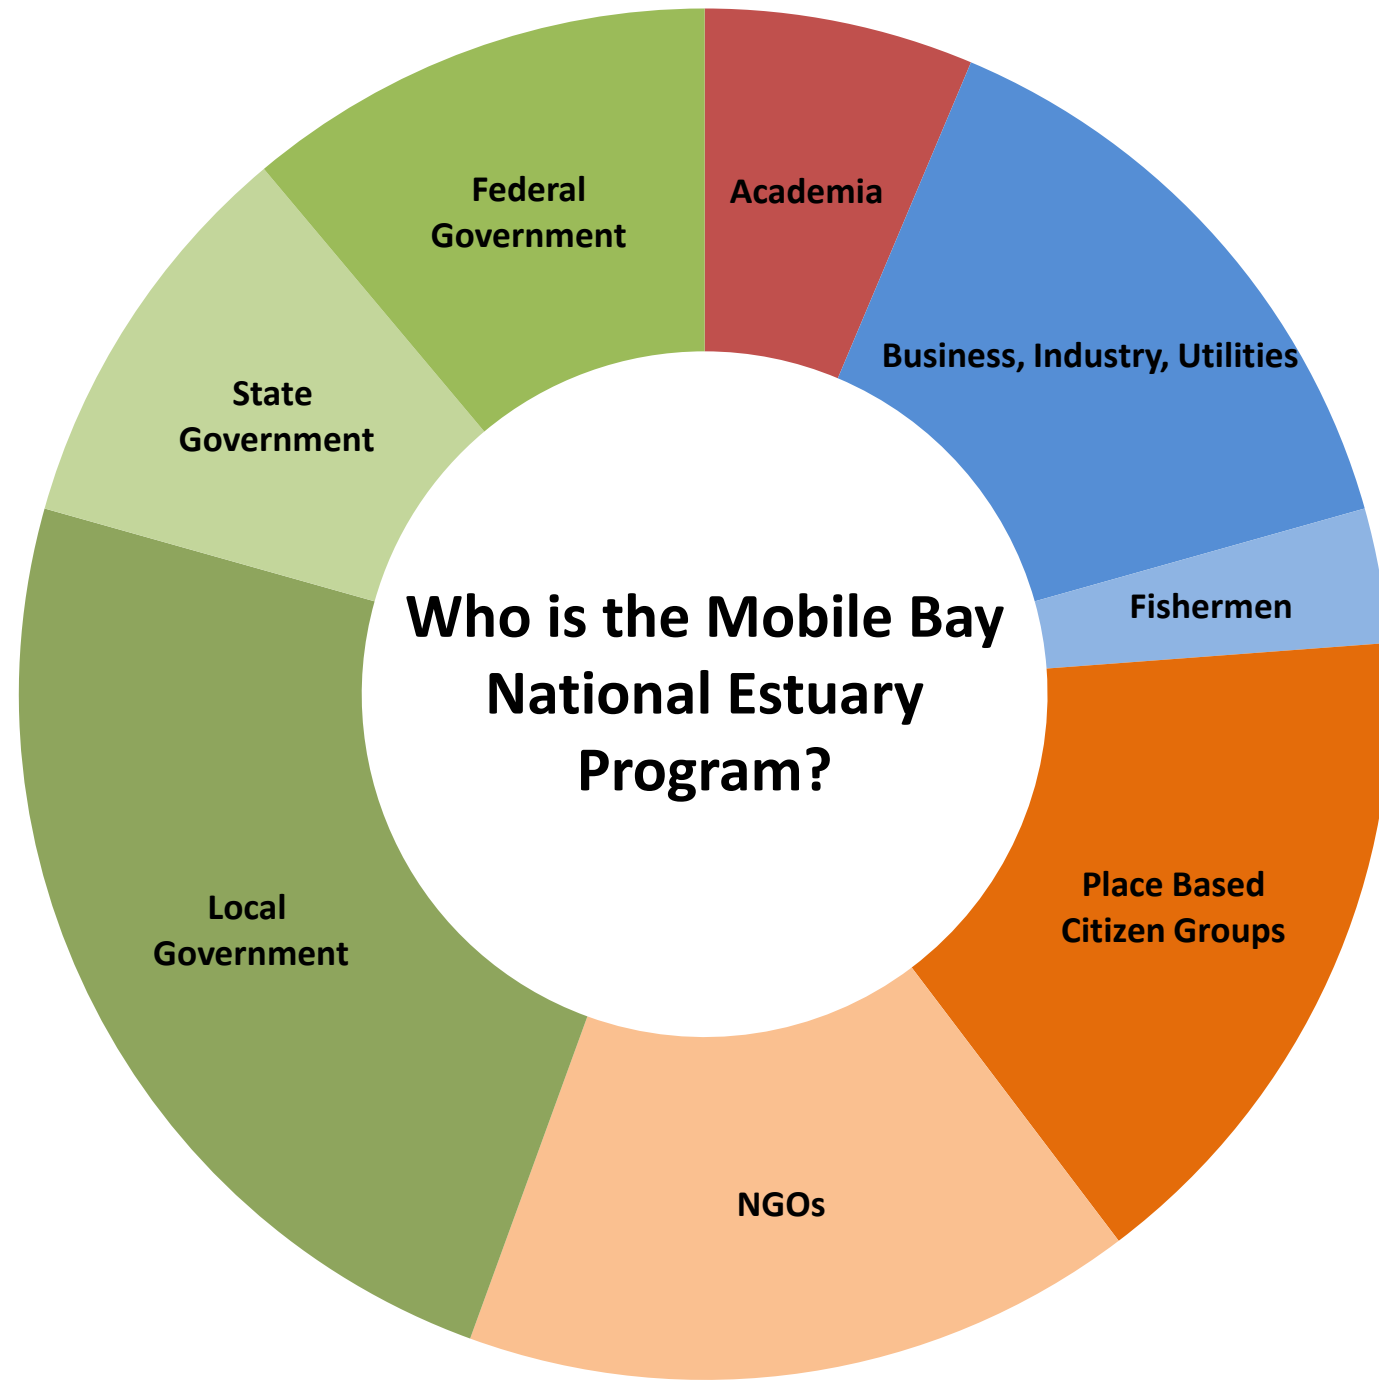 Federal
Government
Academia
Business, Industry, Utilities
State
Government
Fishermen
Who is the Mobile Bay
National Estuary
Program?
Place Based
Citizen Groups
Local
Government
NGOs